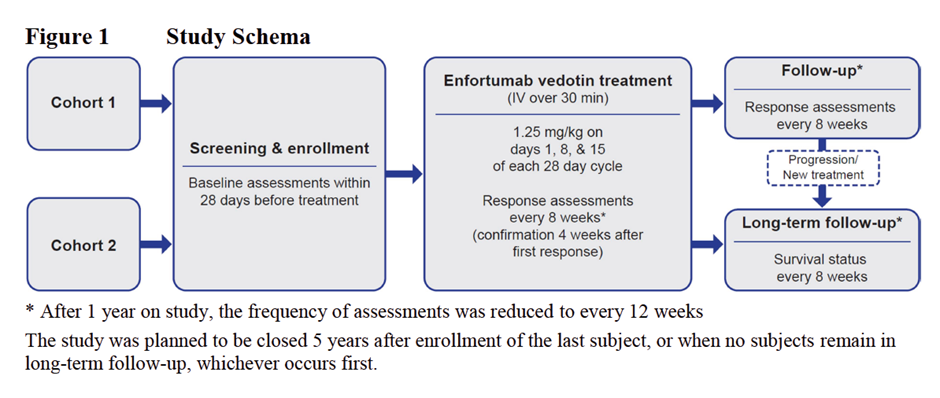 Figure 1 Study Schema
Cohort 1
Cohort 2
Screening & enrollment
Baseline assessments within
28 days before treatment
Enfortumab vedotin treatment
(IV over 30 min)
1.25 mg/kg on
days 1, 8, & 15
of each 28 day cycle
Response assessments
every 8 weeks*
(confirmation 4 weeks after
first response)
Follow-up*
Response assessments
every 8 weeks
Progression/
New treatment
Long-term follow-up*
Survival status
every 8 weeks
* After 1 year on study, the frequency of assessments was reduced to every 12 weeks
The study was planned to be closed 5 years after enrollment of the last subject, or when no subjects remain in
long-term follow-up, whichever occurs first.